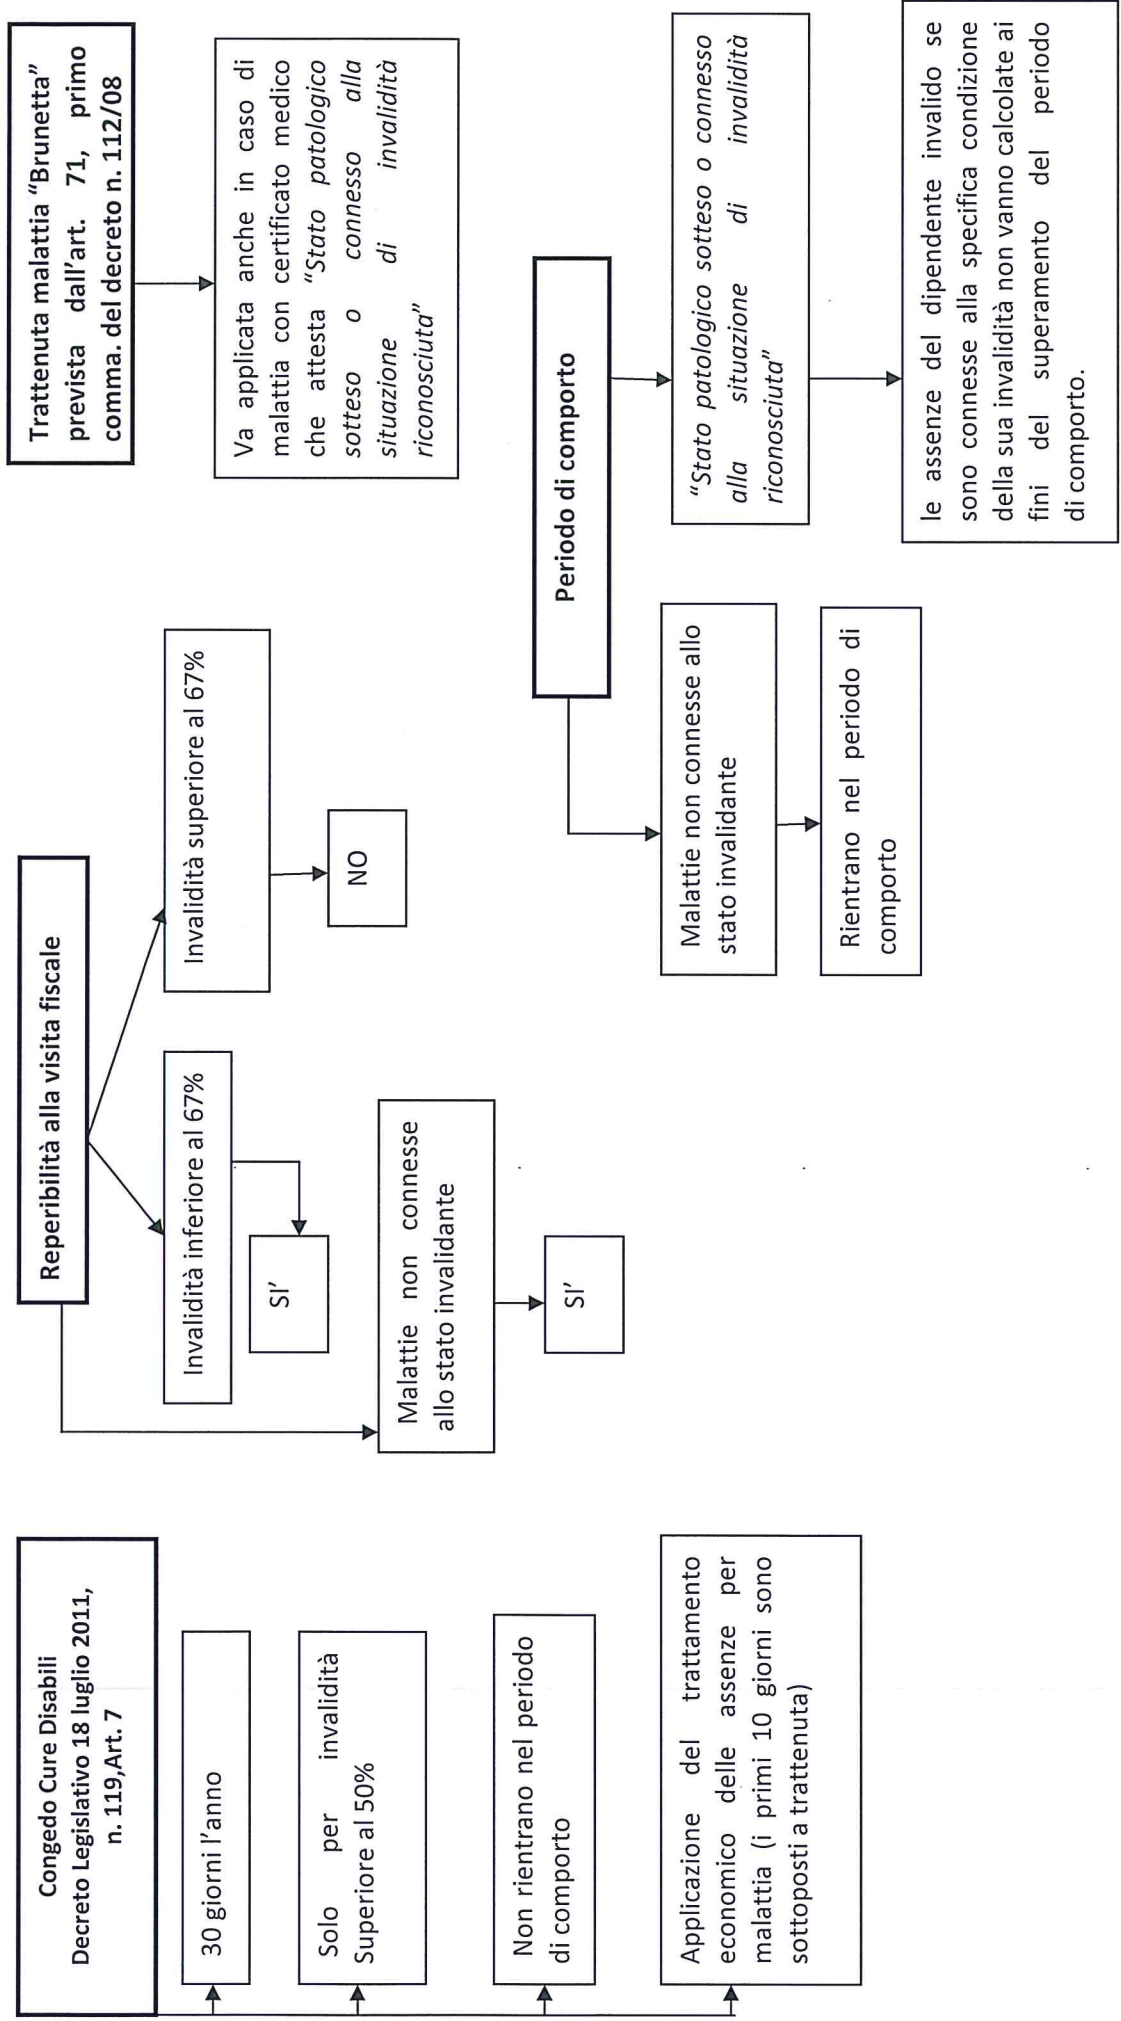 Congedo Cure Disabili
Decreto Legislativo 18 luglio 2011,
n. 119,Art. 7
30 giorni l'anno
Solo per invalidità
Superiore al 50%
Non rientrano nel periodo
di comporto
Applicazione del trattamento
economico delle assenze per
malattia (i primi 10 giorni sono
sottoposti a trattenuta)
Reperibilità alla visita fiscale
Invalidità inferiore al 67%
SI'
Malattie non connesse
allo stato invalidante
SI'
Invalidità superiore al 67%
NO
Trattenuta malattia “Brunetta”
prevista dall'art. 71, primo
comma. del decreto n. 112/08
Va applicata anche in caso di
malattia con certificato medico
che attesta “Stato patologico
sotteso o connesso alla
situazione di invalidità
riconosciuta”
Periodo di comporto
Malattie non connesse allo
stato invalidante
Rientrano nel periodo di
comporto
“Stato patologico sotteso o connesso
alla situazione di invalidità
riconosciuta”
le assenze del dipendente invalido se
sono connesse alla specifica condizione
della sua invalidità non vanno calcolate ai
fini del superamento del periodo
di comporto.